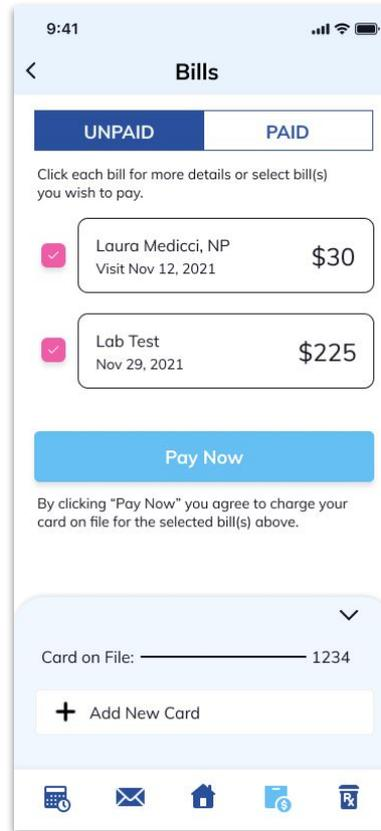 9:41
Bills
UNPAID
PAID
Click each bill for more details or select bill(s)
you wish to pay.
Laura Medicci, NP
Visit Nov 12, 2021
$30
Lab Test
Nov 29, 2021
$225
Pay Now
By clicking “Pay Now” you agree to charge your
card on file for the selected bill(s) above.
Card on File: 1234
Add New Card
$
Rx